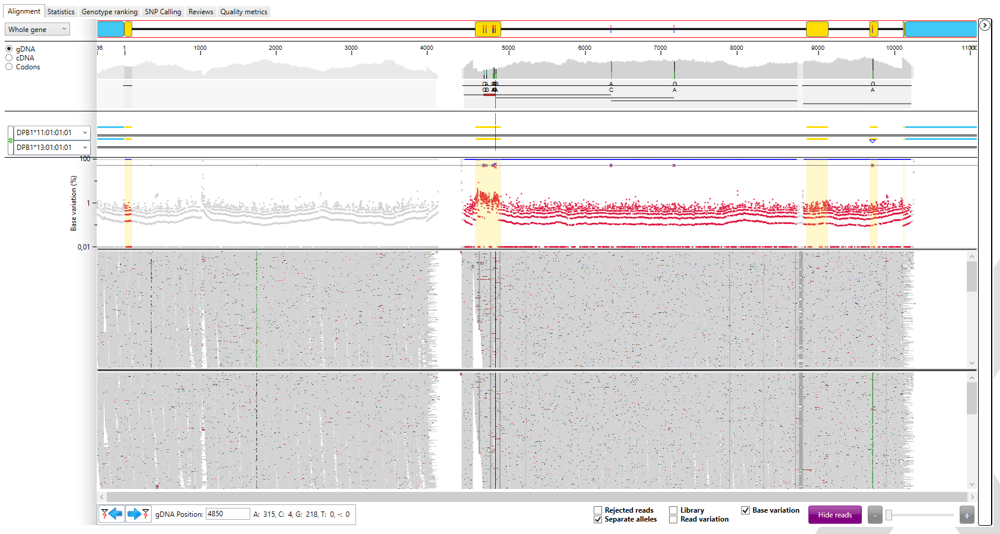 Alignment Statistics Genotype ranking SNP Calling Reviews Quality metrics
Whole gene
gDNA
cDNA
Codons
1 1000 2000 3000 4000 5000 6000 7000 8000 9000 10000
A G G
C A A
DPB1*11:01:01:01
DPB1*13:01:01:01
Base variation (%)
100
1
0,01
gDNA Position: 4850 A: 315, C: 4, G: 218, T: 0, -: 0
Rejected reads Library Base variation
Separate alleles Read variation
Hide reads - +